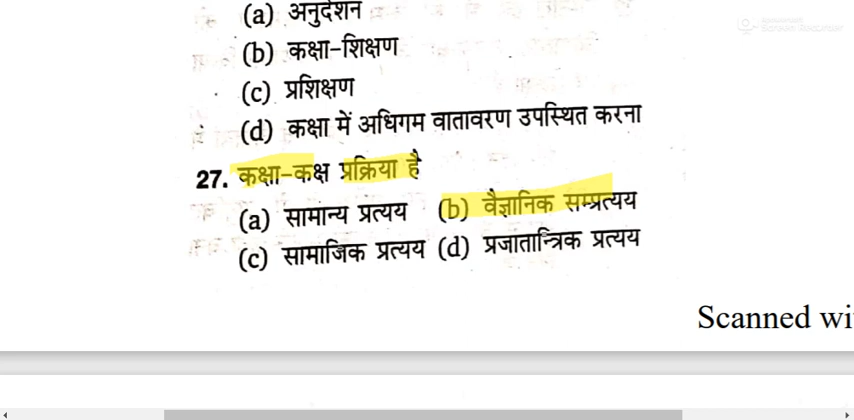 (a) अनुदेशन
(b) कक्षा-शिक्षण
(c) प्रशिक्षण
(d) कक्षा में अधिगम वातावरण उपस्थित करना
27. कक्षा-कक्ष प्रक्रिया है
(a) सामान्य प्रत्यय (b) वैज्ञानिक सम्प्रत्यय
(c) सामाजिक प्रत्यय (d) प्रजातान्त्रिक प्रत्यय
Scanned wi